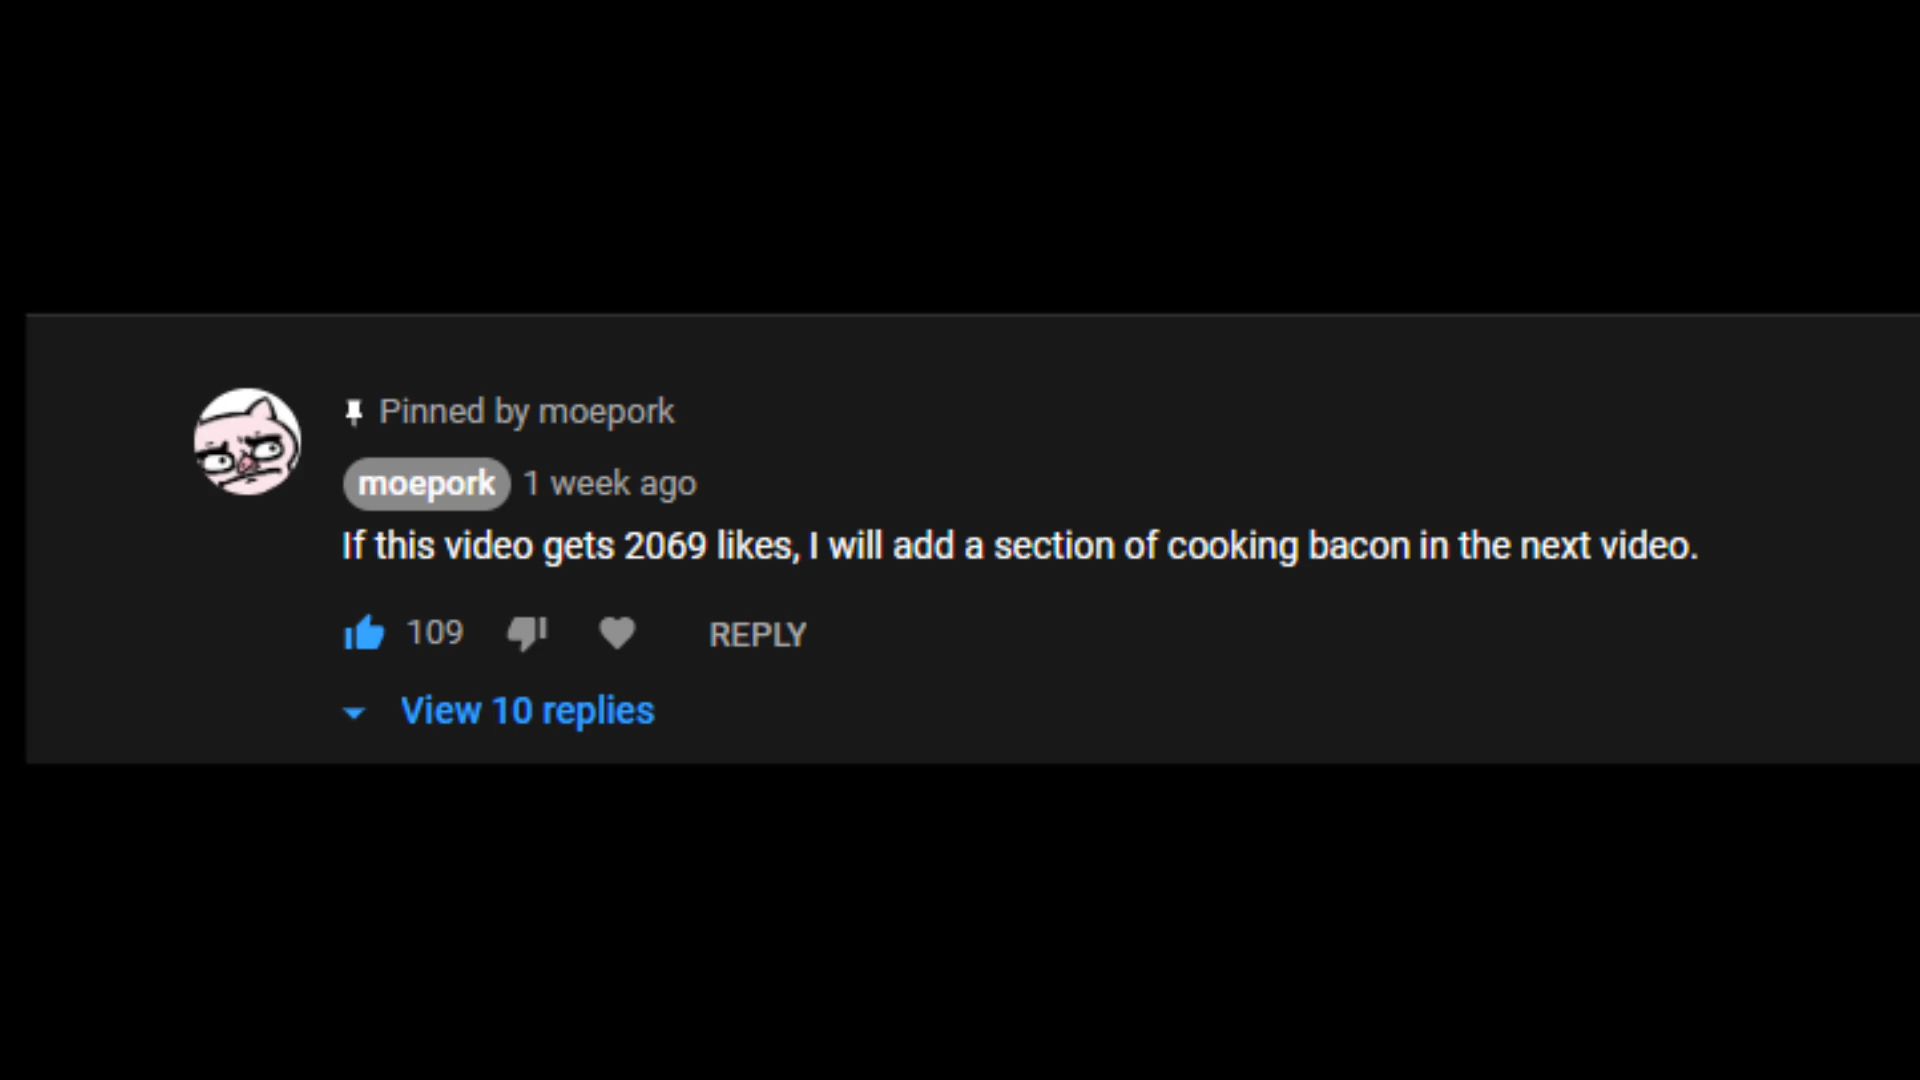 Pinned by moepork
moepork 1 week ago
If this video gets 2069 likes, I will add a section of cooking bacon in the next video.
109 REPLY
View 10 replies